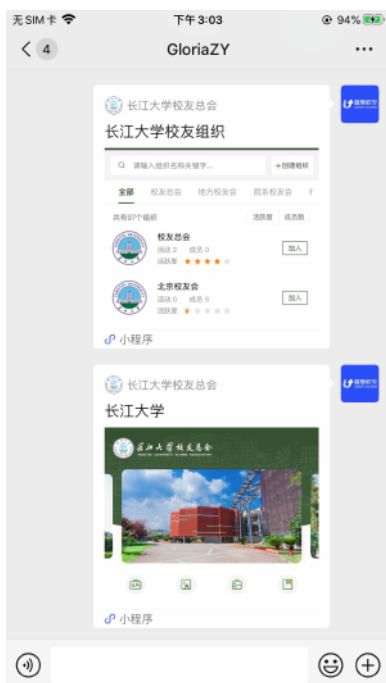 无SIM卡 下午3:03 94%
4 GloriaZY
长江大学校友总会
长江大学校友组织
请输入组织名称关键字... +创建组织
全部 校友总会 地方校友会 院系校友会
共有97个组织 活跃度 成员数
校友总会
活动 2 成员 0
活跃度
加入
北京校友会
活动 0 成员 5
活跃度
加入
小程序
长江大学校友总会
长江大学
长江大学校友总会
小程序